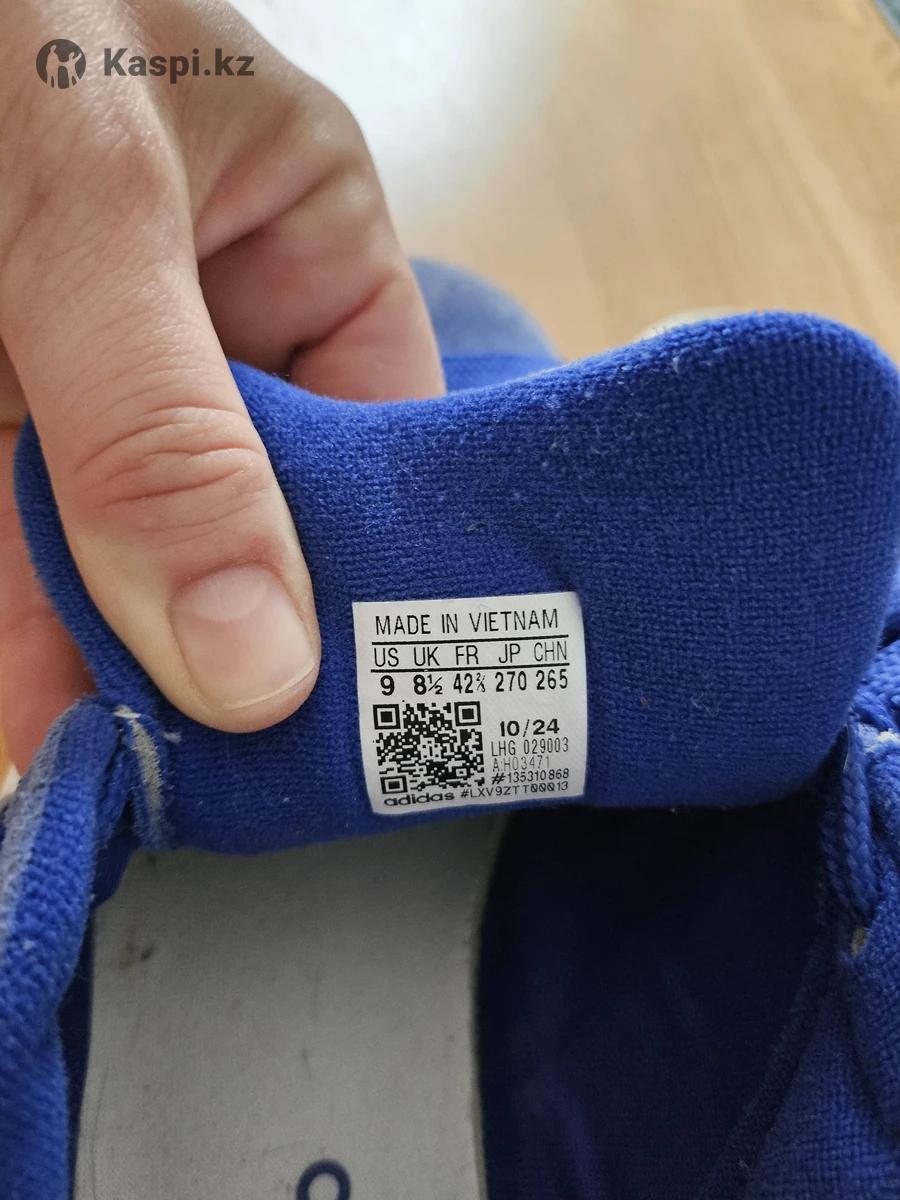 Kaspi.kz
MADE IN VIETNAM
US UK FR JP CHN
9 8½ 42⅔ 270 265
10/24
LHG 029003
A:H03471
#135310868
adidas #LXV9ZTT00013